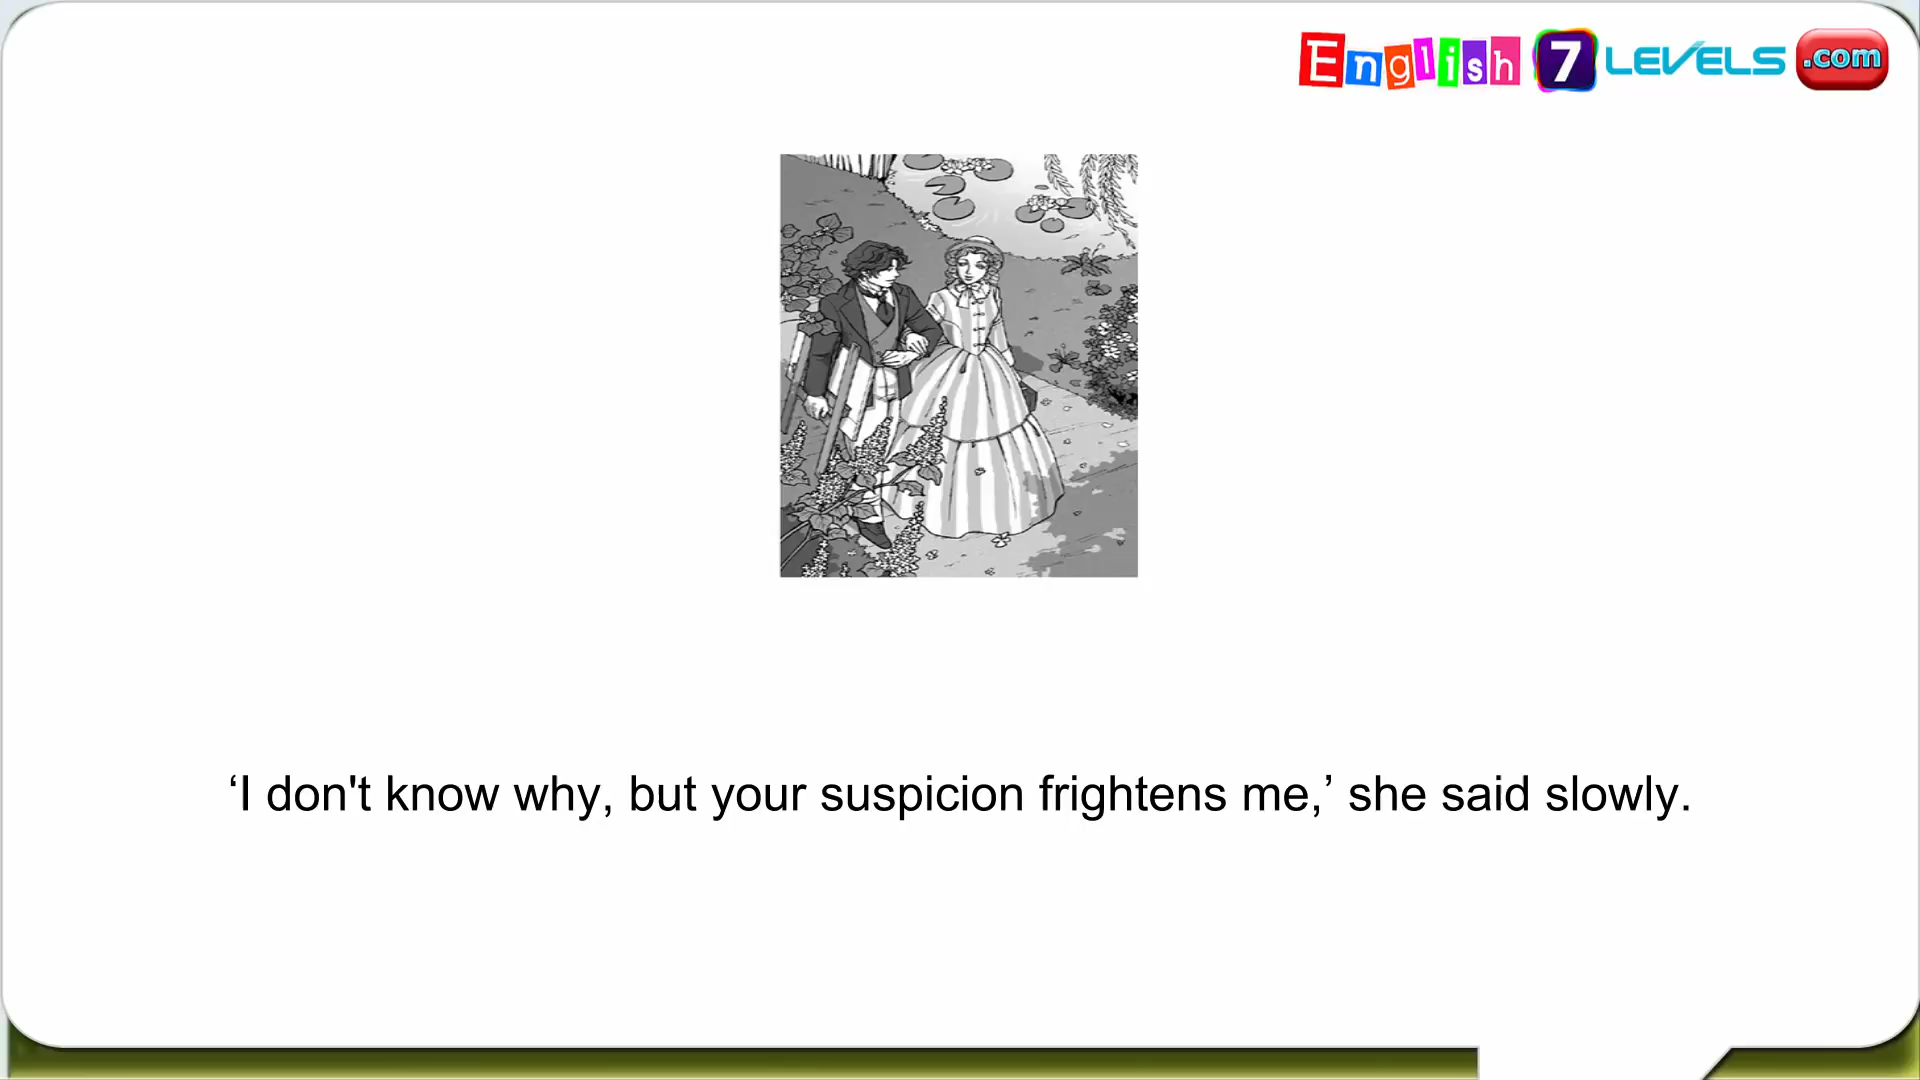 English 7 LEVELS .com
‘I don't know why, but your suspicion frightens me,’ she said slowly.